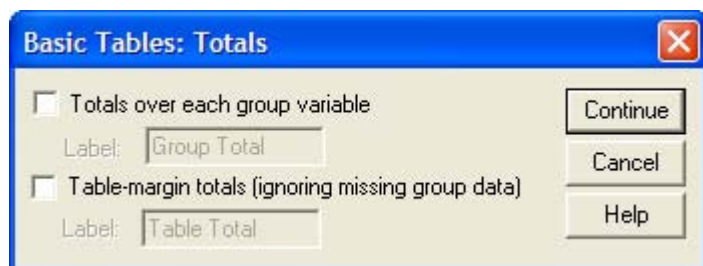 Basic Tables: Totals
Totals over each group variable
Continue
Label: Group Total
Cancel
Table-margin totals (ignoring missing group data)
Help
Label: Table Total